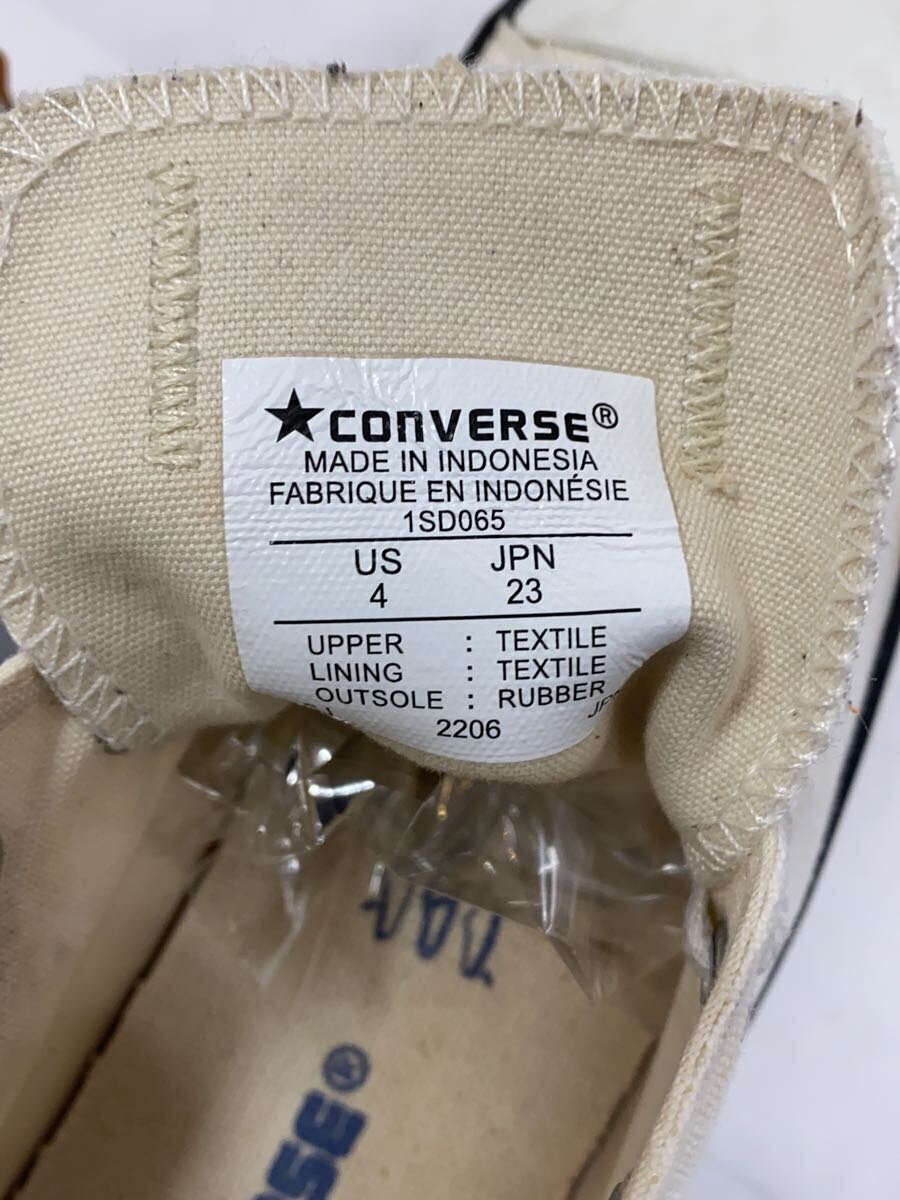 ★CONVERSE®
MADE IN INDONESIA
FABRIQUE EN INDONÉSIE
1SD065
US JPN
4 23
UPPER : TEXTILE
LINING : TEXTILE
OUTSOLE : RUBBER
2206